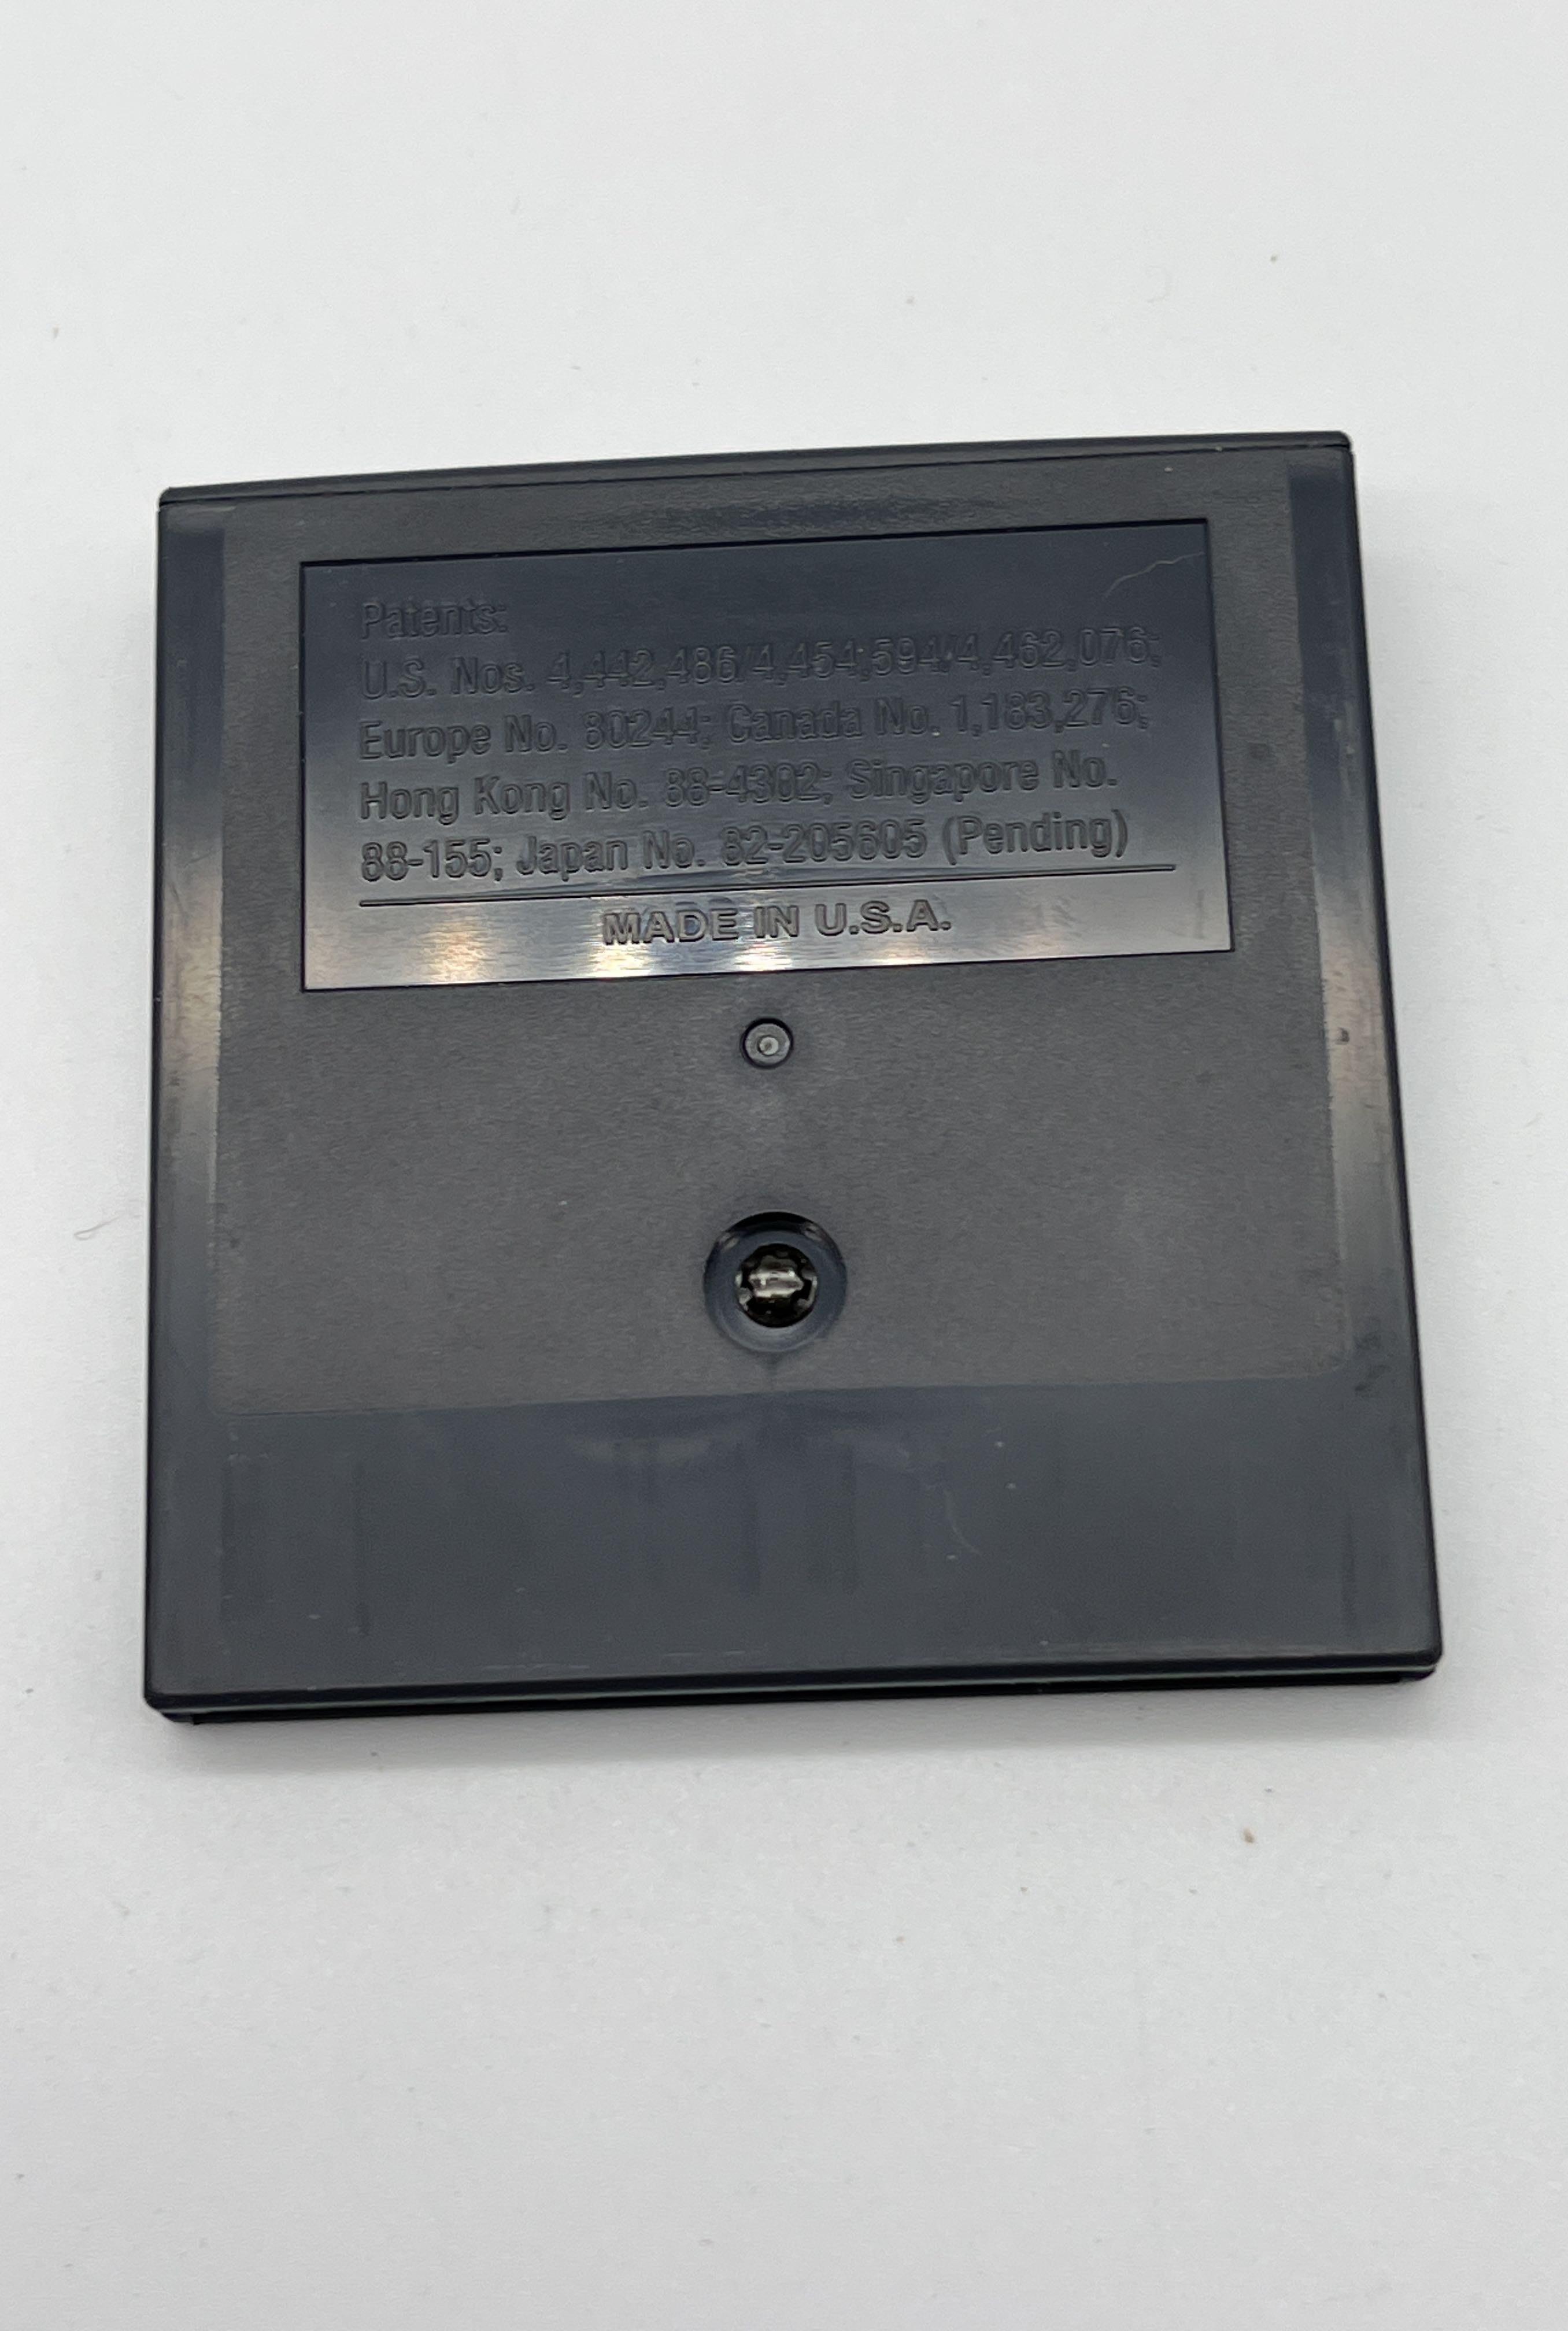 Patents:
U.S. Nos. 4,442,486/4,454,594/4,462,076;
Europe No. 80244; Canada No. 1,183,276;
Hong Kong No. 88-4302; Singapore No.
88-155; Japan No. 82-205605 (Pending)
MADE IN U.S.A.